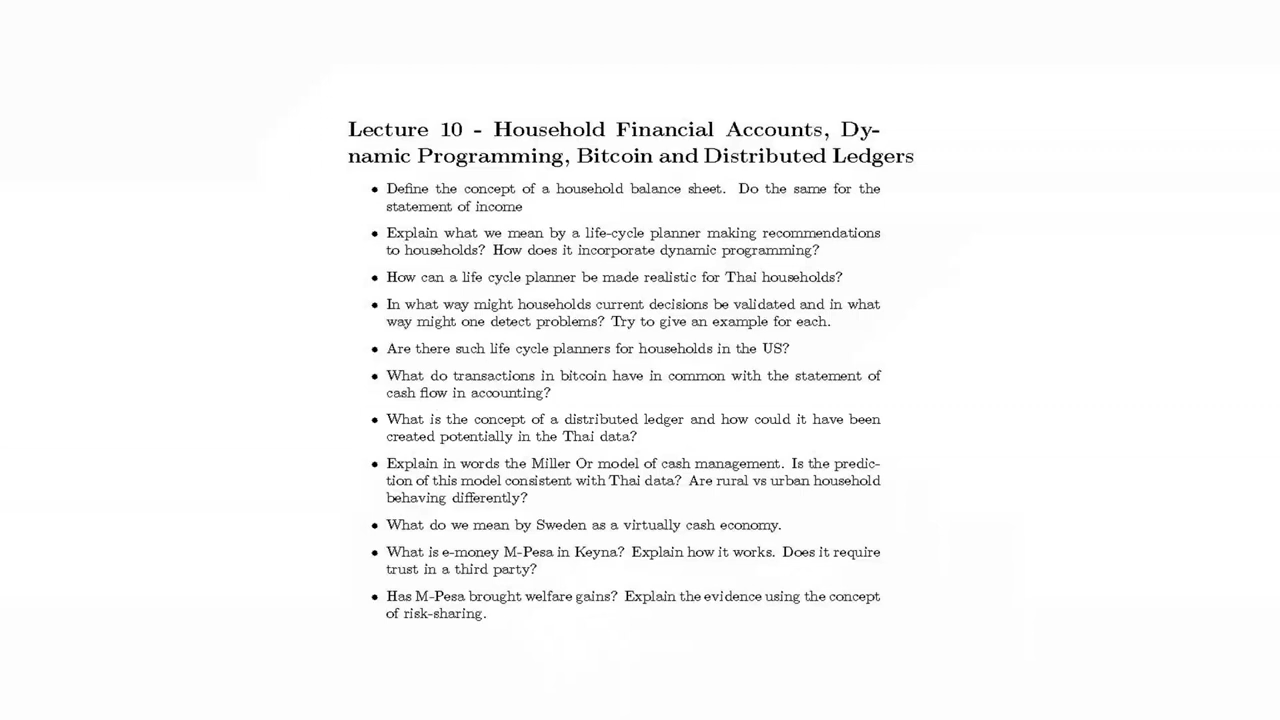 Lecture 10 - Household Financial Accounts, Dy-
namic Programming, Bitcoin and Distributed Ledgers
• Define the concept of a household balance sheet. Do the same for the
statement of income
• Explain what we mean by a life-cycle planner making recommendations
to households? How does it incorporate dynamic programming?
• How can a life cycle planner be made realistic for Thai households?
• In what way might households current decisions be validated and in what
way might one detect problems? Try to give an example for each.
• Are there such life cycle planners for households in the US?
• What do transactions in bitcoin have in common with the statement of
cash flow in accounting?
• What is the concept of a distributed ledger and how could it have been
created potentially in the Thai data?
• Explain in words the Miller Or model of cash management. Is the predic-
tion of this model consistent with Thai data? Are rural vs urban household
behaving differently?
• What do we mean by Sweden as a virtually cash economy.
• What is e-money M-Pesa in Keyna? Explain how it works. Does it require
trust in a third party?
• Has M-Pesa brought welfare gains? Explain the evidence using the concept
of risk-sharing.